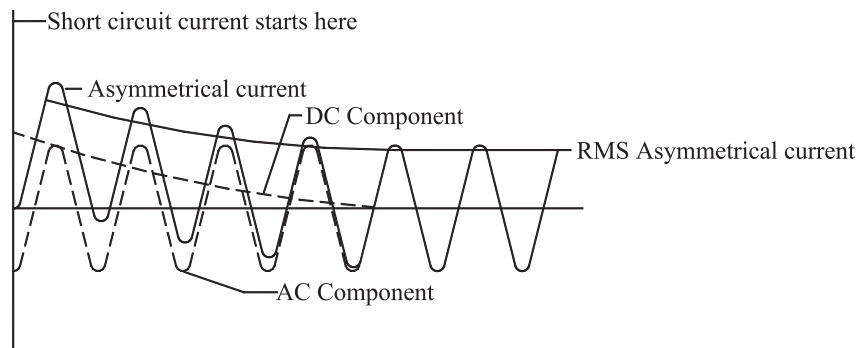 Short circuit current starts here
Asymmetrical current
DC Component
RMS Asymmetrical current
AC Component